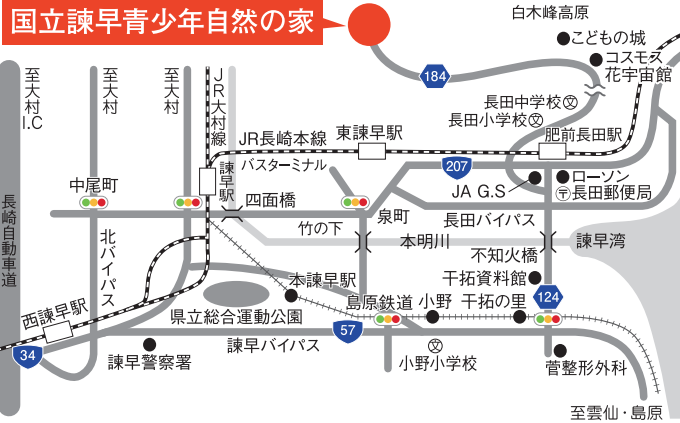 国立諫早青少年自然の家
白木峰高原
こどもの城
コスモス
花宇宙館
184
至大村I.C
至大村
至大村
JR大村線
長田中学校文
長田小学校文
JR長崎本線
東諫早駅
肥前長田駅
バスターミナル
207
諫早駅
中尾町
四面橋
JA G.S
ローソン
〒長田郵便局
泉町
長田バイパス
竹の下
本明川
不知火橋
諫早湾
長崎自動車道
北バイパス
干拓資料館
本諫早駅
西諫早駅
島原鉄道
小野
干拓の里
124
県立総合運動公園
57
34
諫早バイパス
諫早警察署
文
小野小学校
菅整形外科
至雲仙・島原